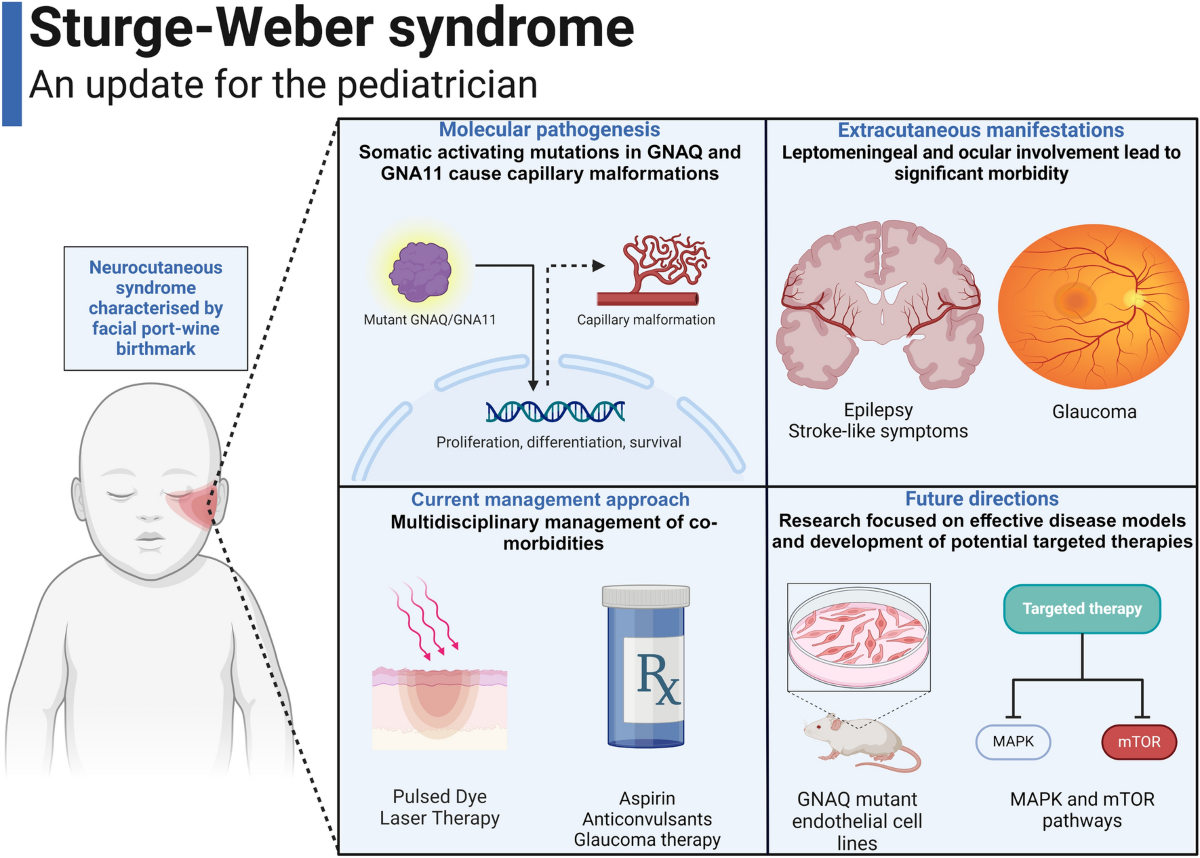 Sturge-Weber syndrome
An update for the pediatrician
Neurocutaneous
syndrome
characterised by
facial port-wine
birthmark
Molecular pathogenesis
Somatic activating mutations in GNAQ and
GNA11 cause capillary malformations
Mutant GNAQ/GNA11
Capillary malformation
Proliferation, differentiation, survival
Extracutaneous manifestations
Leptomeningeal and ocular involvement lead to
significant morbidity
Epilepsy
Stroke-like symptoms
Glaucoma
Current management approach
Multidisciplinary management of co-
morbidities
Rx
Pulsed Dye
Laser Therapy
Aspirin
Anticonvulsants
Glaucoma therapy
Future directions
Research focused on effective disease models
and development of potential targeted therapies
Targeted therapy
MAPK
mTOR
GNAQ mutant
endothelial cell
lines
MAPK and mTOR
pathways